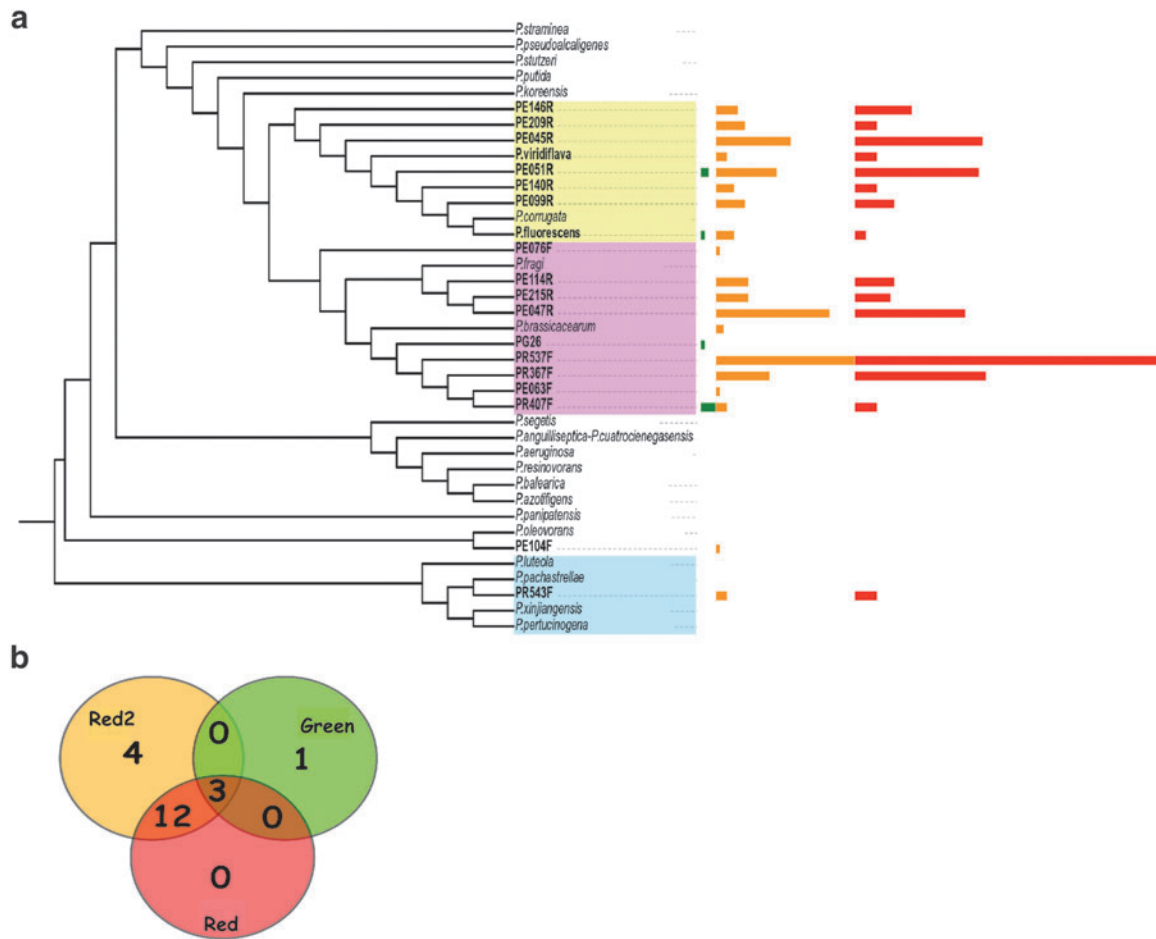 a
P.straminea
P.pseudoalcaligenes
P.stutzeri
P.putida
P.koreensis
PE146R
PE209R
PE045R
P.viridiflava
PE051R
PE140R
PE099R
P.corrugata
P.fluorescens
PE076F
P.fragi
PE114R
PE215R
PE047R
P.brassicacearum
PG26
PR537F
PR367F
PE063F
PR407F
P.segetis
P.anguilliseptica-P.cuatrocienegasensis
P.aeruginosa
P.resinovorans
P.balearica
P.azotifigens
P.panipatensis
P.oleovorans
PE104F
P.luteola
P.pachastrellae
PR543F
P.xinjiangensis
P.pertucinogena
b
Red2
0
Green
4
1
3
12
0
0
Red